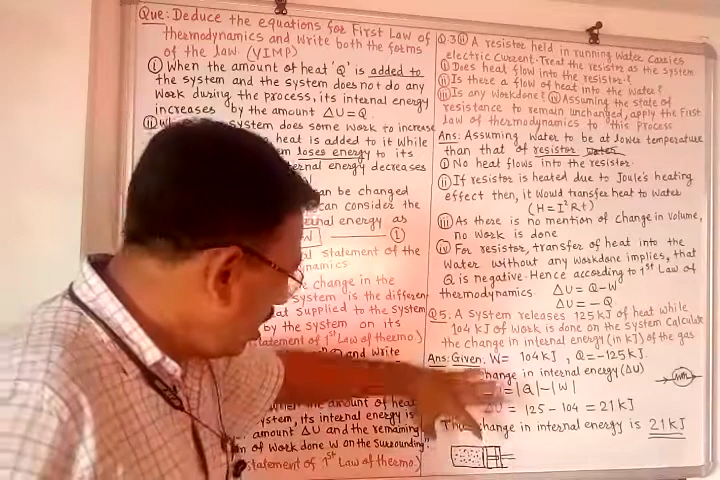 Que: Deduce the equations for First Law of
thermodynamics and write both the forms
of the law. (VIMP)
(i) When the amount of heat 'Q' is added to
the system and the system does not do any
work during the process, its internal energy
increases by the amount ΔU = Q.
(ii) system does some work to increase
heat is added to it while
loses energy to its
internal energy decreases
can be changed
can consider the
energy as
W (1)
statement of the
change in the
system is the different
supplied to the system
by the system on its
statement of 1st Law of thermo.)
and write
When the amount of heat
system, its internal energy is
amount ΔU and the remaining
of work done W on the Surrounding."
statement of 1st Law of thermo.)
Q.3(ii) A resistor held in running water carries
electric Current. Treat the resistor as the system
(i) Does heat flow into the resistor?
(ii) Is there a flow of heat into the water?
(iii) Is any workdone? (iv) Assuming the state of
resistance to remain unchanged, apply the First
law of thermodynamics to this process
Ans: Assuming water to be at lower temperature
than that of resistor water
(i) No heat flows into the resistor.
(ii) If resistor is heated due to Joule's heating
effect then, it would transfer heat to water
(H = I²Rt)
(iii) As there is no mention of change in volume,
no work is done
(iv) For resistor, transfer of heat into the
water without any workdone implies, that
Q is negative. Hence according to 1st Law of
thermodynamics ΔU = Q-W
ΔU = -Q
Q5: A system releases 125 kJ of heat while
104 kJ of work is done on the system Calculate
the change in internal energy (in kJ) of the gas
Ans: Given. W = 104 kJ, Q = -125 kJ.
change in internal energy (ΔU)
= |Q| - |W|
ΔU = 125 - 104 = 21 kJ
change in internal energy is 21 kJ